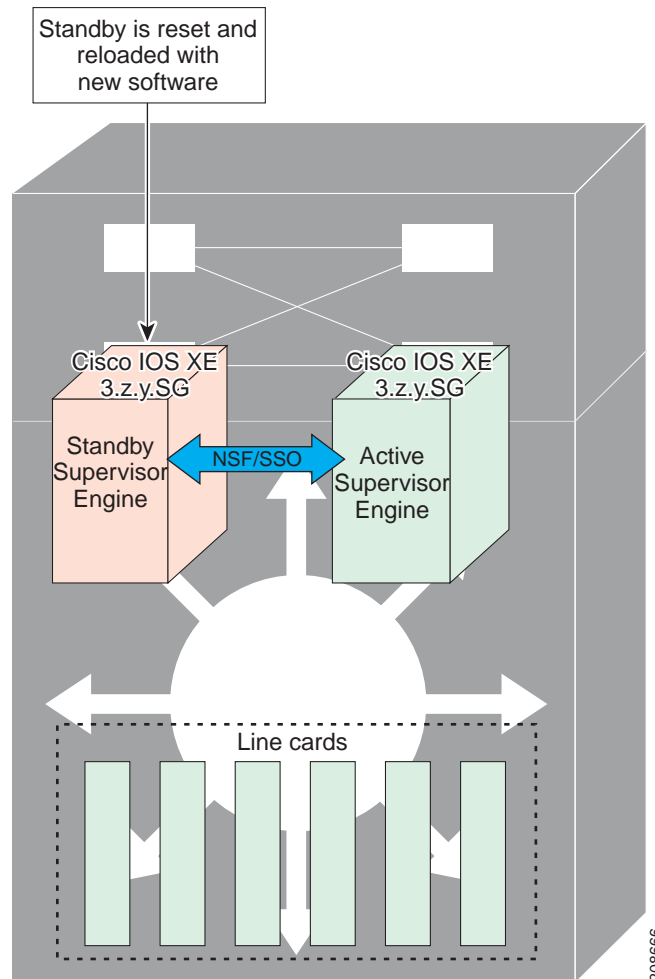 Standby is reset and
reloaded with
new software
Cisco IOS XE
3.z.y.SG
Cisco IOS XE
3.z.y.SG
Standby
Supervisor
Engine
NSF/SSO
Active
Supervisor
Engine
Line cards
208666